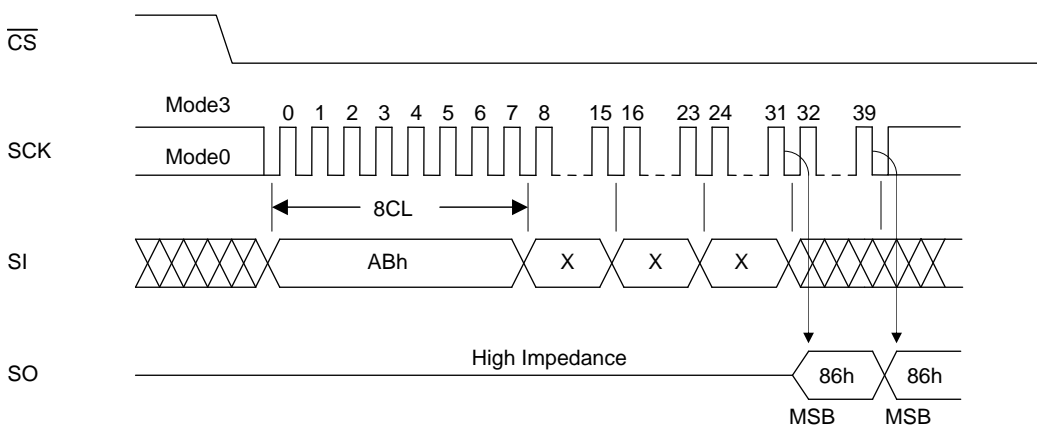 CS
Mode3
0 1 2 3 4 5 6 7 8 15 16 23 24 31 32 39
SCK
Mode0
8CL
SI
ABh X X X
High Impedance
SO
86h 86h
MSB MSB